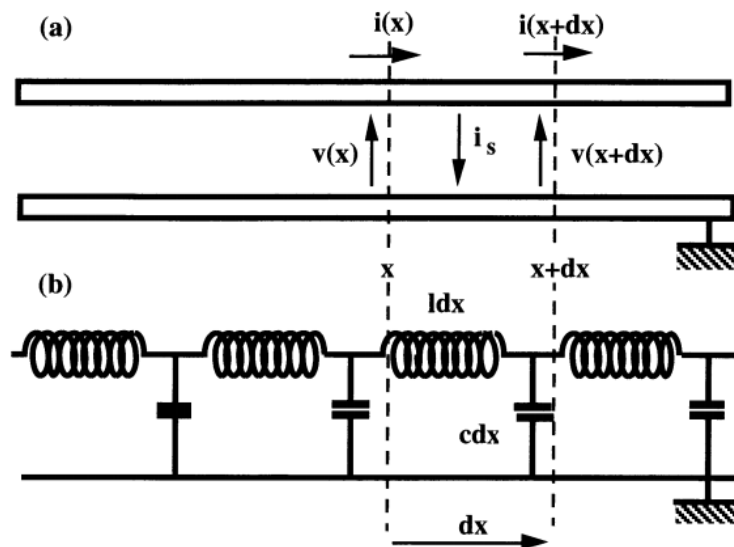 (a) i(x) i(x+dx)
v(x) i s v(x+dx)
x x+dx
(b) ldx
cdx
dx